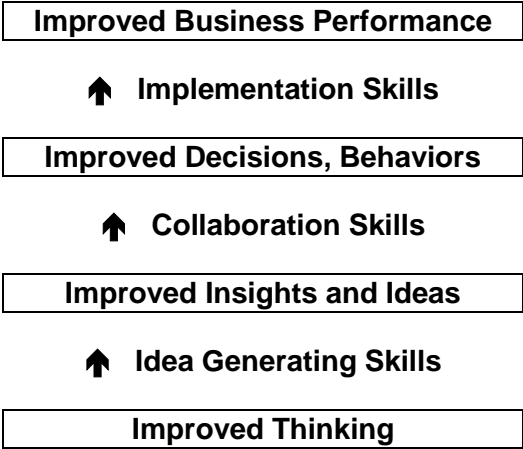 Improved Business Performance
Implementation Skills
Improved Decisions, Behaviors
Collaboration Skills
Improved Insights and Ideas
Idea Generating Skills
Improved Thinking